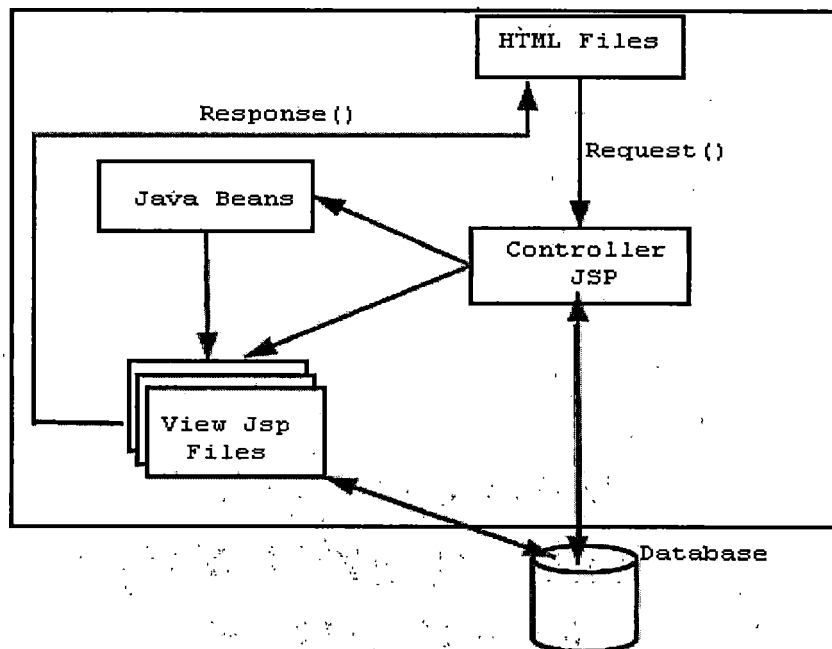 HTML Files
Response()
Request()
Java Beans
Controller
JSP
View Jsp
Files
Database